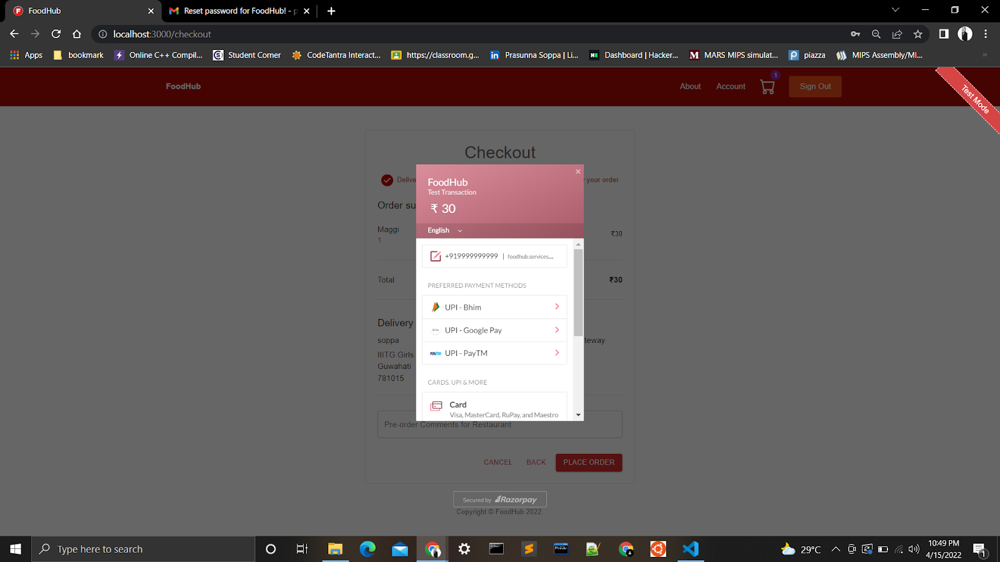 FoodHub
Reset password for FoodHub! - p
localhost:3000/checkout
Apps
bookmark
Online C++ Compil...
Student Corner
CodeTantra Interact...
https://classroom.g...
Prasunna Soppa | Li...
Dashboard | Hacker...
MARS MIPS simulat...
piazza
MIPS Assembly/MI...
FoodHub
About
Account
1
Sign Out
Test Mode
Checkout
Delive
your order
FoodHub
Test Transaction
₹ 30
English
Order su
Maggi
1
₹30
+919999999999 | foodhub.services...
Total
₹30
PREFERRED PAYMENT METHODS
UPI - Bhim
UPI - Google Pay
UPI - PayTM
Delivery
soppa
teway
IIITG Girls
Guwahati
781015
CARDS, UPI & MORE
Card
Visa, MasterCard, RuPay, and Maestro
Pre-order Comments for Restaurant
CANCEL
BACK
PLACE ORDER
Secured by Razorpay
Copyright © FoodHub 2022
Type here to search
29°C
10:49 PM
4/15/2022
1